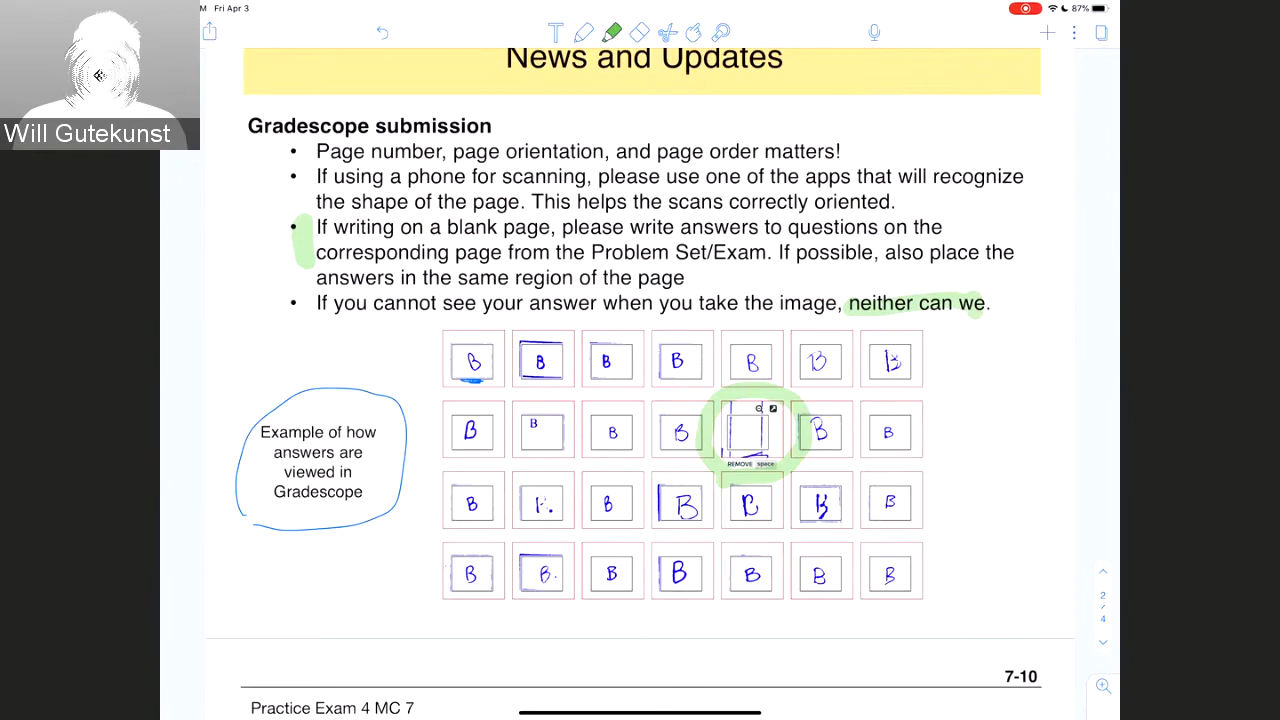 M Fri Apr 3
87%
News and Updates
Will Gutekunst
Gradescope submission
• Page number, page orientation, and page order matters!
• If using a phone for scanning, please use one of the apps that will recognize
the shape of the page. This helps the scans correctly oriented.
• If writing on a blank page, please write answers to questions on the
corresponding page from the Problem Set/Exam. If possible, also place the
answers in the same region of the page
• If you cannot see your answer when you take the image, neither can we.
B B B B B B B
Example of how
answers are
viewed in
Gradescope
B B B B B B
REMOVE space
B B B B B
B B B B B B B
2
/
4
7-10
Practice Exam 4 MC 7